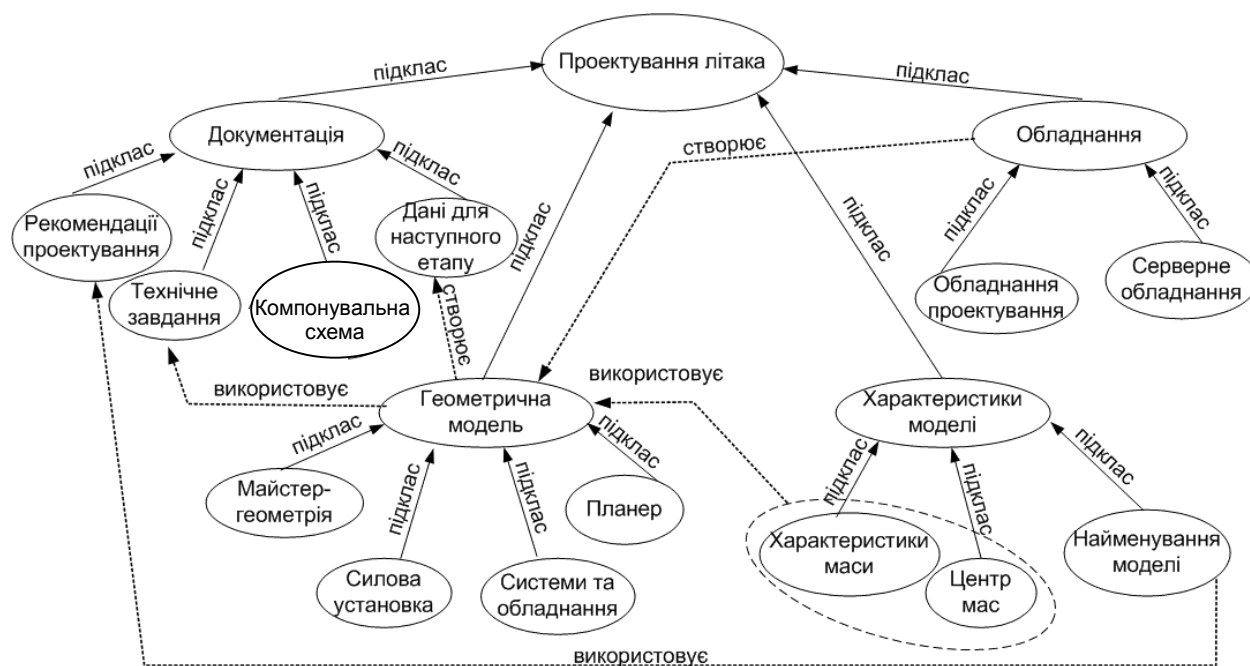 Проектування літака
підклас
підклас
Документація
Обладнання
створює
підклас
підклас
підклас
підклас
підклас
підклас
підклас
підклас
Рекомендації
проектування
Дані для
наступного
етапу
Технічне
завдання
Компонувальна
схема
створює
Обладнання
проектування
Серверне
обладнання
використовує
використовує
Геометрична
модель
Характеристики
моделі
підклас
підклас
підклас
підклас
підклас
підклас
підклас
Майстер-
геометрія
Планер
Силова
установка
Системи та
обладнання
Характеристики
маси
Центр
мас
Найменування
моделі
використовує